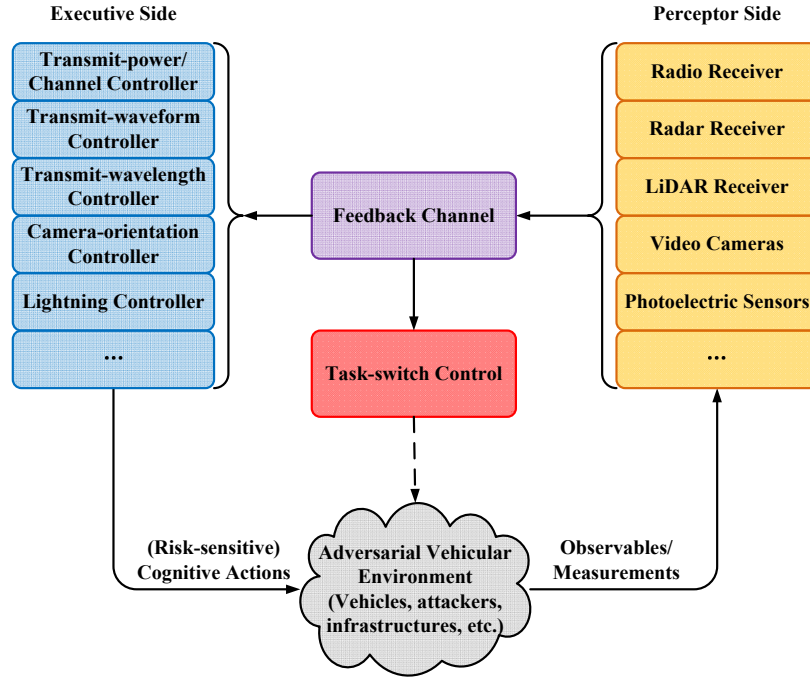 Executive Side
Transmit-power/
Channel Controller
Transmit-waveform
Controller
Transmit-wavelength
Controller
Camera-orientation
Controller
Lightning Controller
...
Feedback Channel
Task-switch Control
Perceptor Side
Radio Receiver
Radar Receiver
LiDAR Receiver
Video Cameras
Photoelectric Sensors
...
(Risk-sensitive)
Cognitive Actions
Adversarial Vehicular
Environment
(Vehicles, attackers,
infrastructures, etc.)
Observables/
Measurements